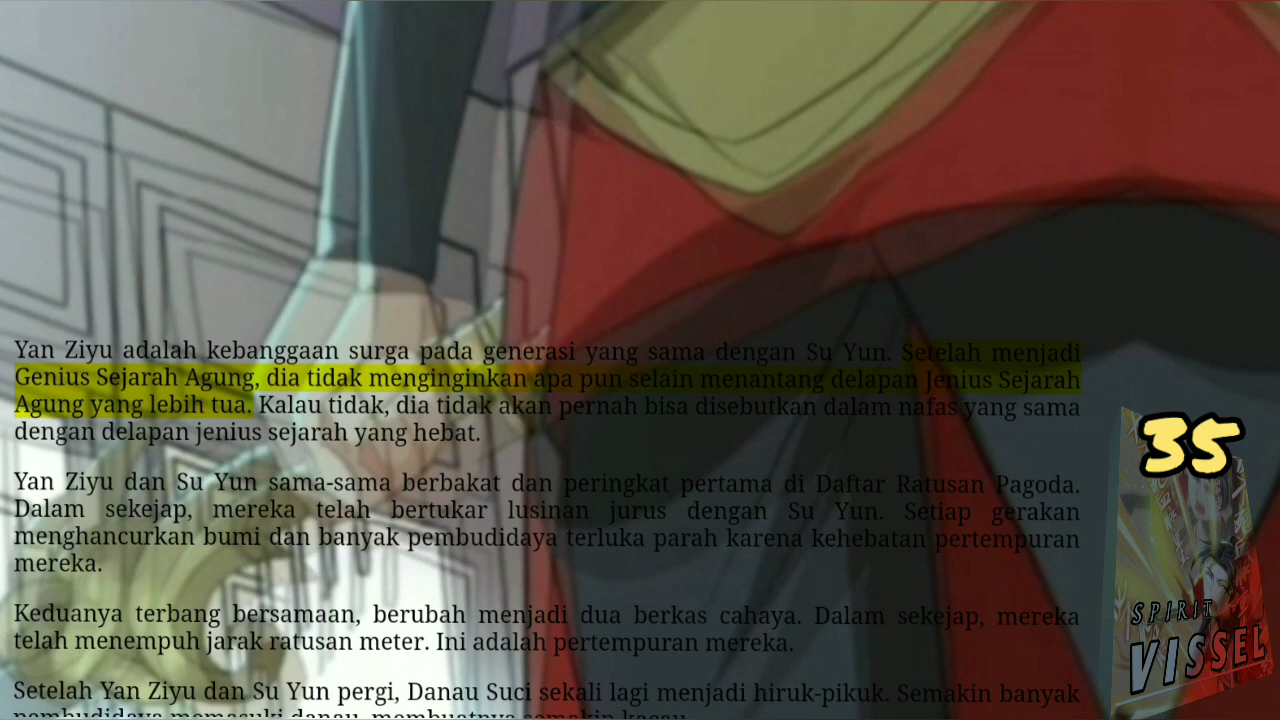 Yan Ziyu adalah kebanggaan surga pada generasi yang sama dengan Su Yun. Setelah menjadi
Genius Sejarah Agung, dia tidak menginginkan apa pun selain menantang delapan Jenius Sejarah
Agung yang lebih tua. Kalau tidak, dia tidak akan pernah bisa disebutkan dalam nafas yang sama
dengan delapan jenius sejarah yang hebat.
Yan Ziyu dan Su Yun sama-sama berbakat dan peringkat pertama di Daftar Ratusan Pagoda.
Dalam sekejap, mereka telah bertukar lusinan jurus dengan Su Yun. Setiap gerakan
menghancurkan bumi dan banyak pembudidaya terluka parah karena kehebatan pertempuran
mereka.
Keduanya terbang bersamaan, berubah menjadi dua berkas cahaya. Dalam sekejap, mereka
telah menempuh jarak ratusan meter. Ini adalah pertempuran mereka.
Setelah Yan Ziyu dan Su Yun pergi, Danau Suci sekali lagi menjadi hiruk-pikuk. Semakin banyak
pembudidaya memasuki danau, membuatnya semakin kacau.
35
SPIRIT
VISSEL